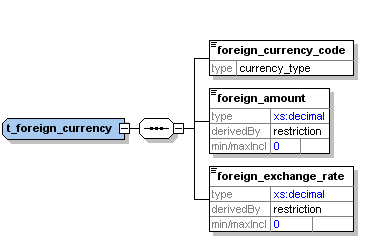 foreign_currency_code
type currency_type
foreign_amount
type xs:decimal
derivedBy restriction
min/maxIncl 0
t_foreign_currency
foreign_exchange_rate
type xs:decimal
derivedBy restriction
min/maxIncl 0